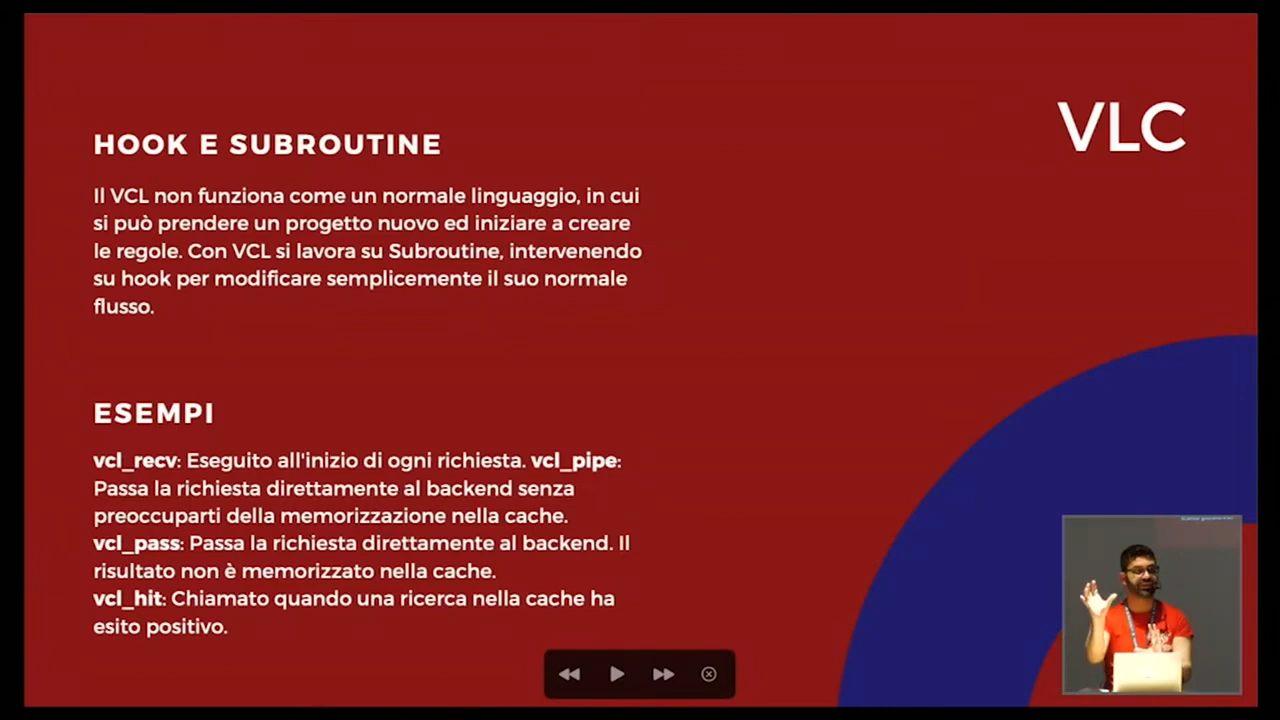 VLC
HOOK E SUBROUTINE
Il VCL non funziona come un normale linguaggio, in cui
si può prendere un progetto nuovo ed iniziare a creare
le regole. Con VCL si lavora su Subroutine, intervenendo
su hook per modificare semplicemente il suo normale
flusso.
ESEMPI
vcl_recv: Eseguito all'inizio di ogni richiesta. vcl_pipe:
Passa la richiesta direttamente al backend senza
preoccuparti della memorizzazione nella cache.
vcl_pass: Passa la richiesta direttamente al backend. Il
risultato non è memorizzato nella cache.
vcl_hit: Chiamato quando una ricerca nella cache ha
esito positivo.